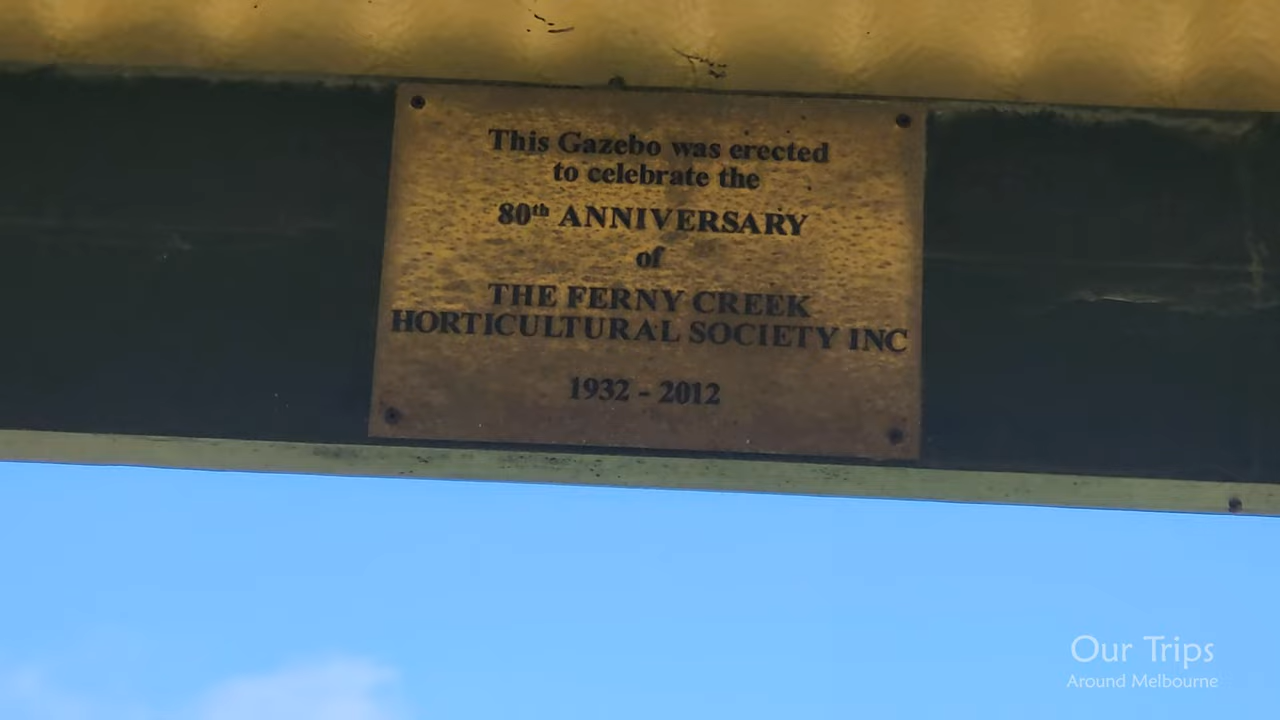 This Gazebo was erected
to celebrate the
80th ANNIVERSARY
of
THE FERNY CREEK
HORTICULTURAL SOCIETY INC
1932 - 2012
Our Trips
Around Melbourne